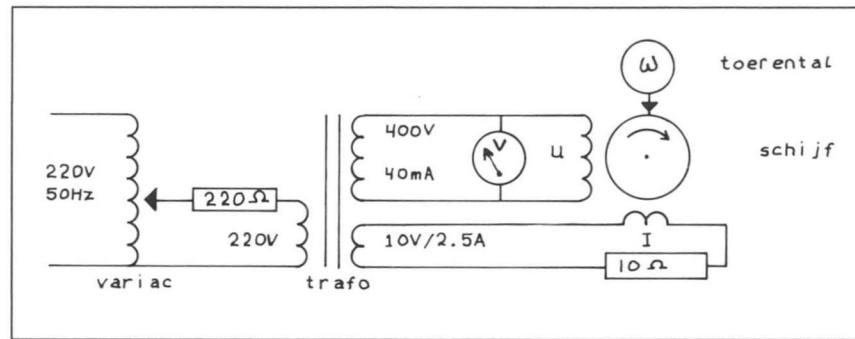 ω
toerental
400V
V
U
schijf
220V
50Hz
40mA
220Ω
220V
10V/2.5A
I
10Ω
variac
trafo